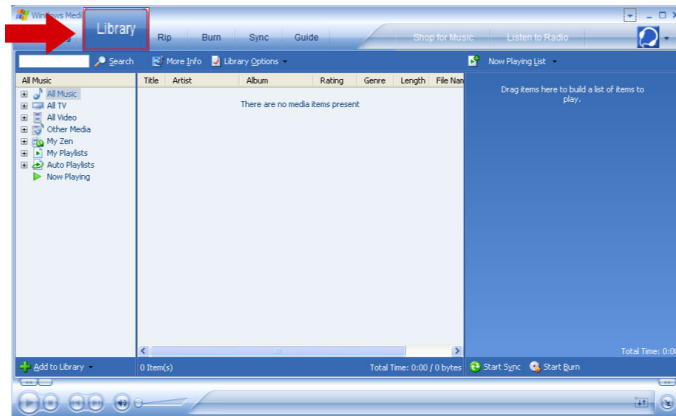 Windows Medi
Library
Rip Burn Sync Guide Shop for Music Listen to Radio
Search More Info Library Options Now Playing List
All Music Title Artist Album Rating Genre Length File Nam
All Music
All TV
All Video
Other Media
My Zen
My Playlists
Auto Playlists
Now Playing
There are no media items present
Drag items here to build a list of items to
play.
Total Time: 0:0
Add to Library 0 Item(s) Total Time: 0:00 / 0 bytes Start Sync Start Burn